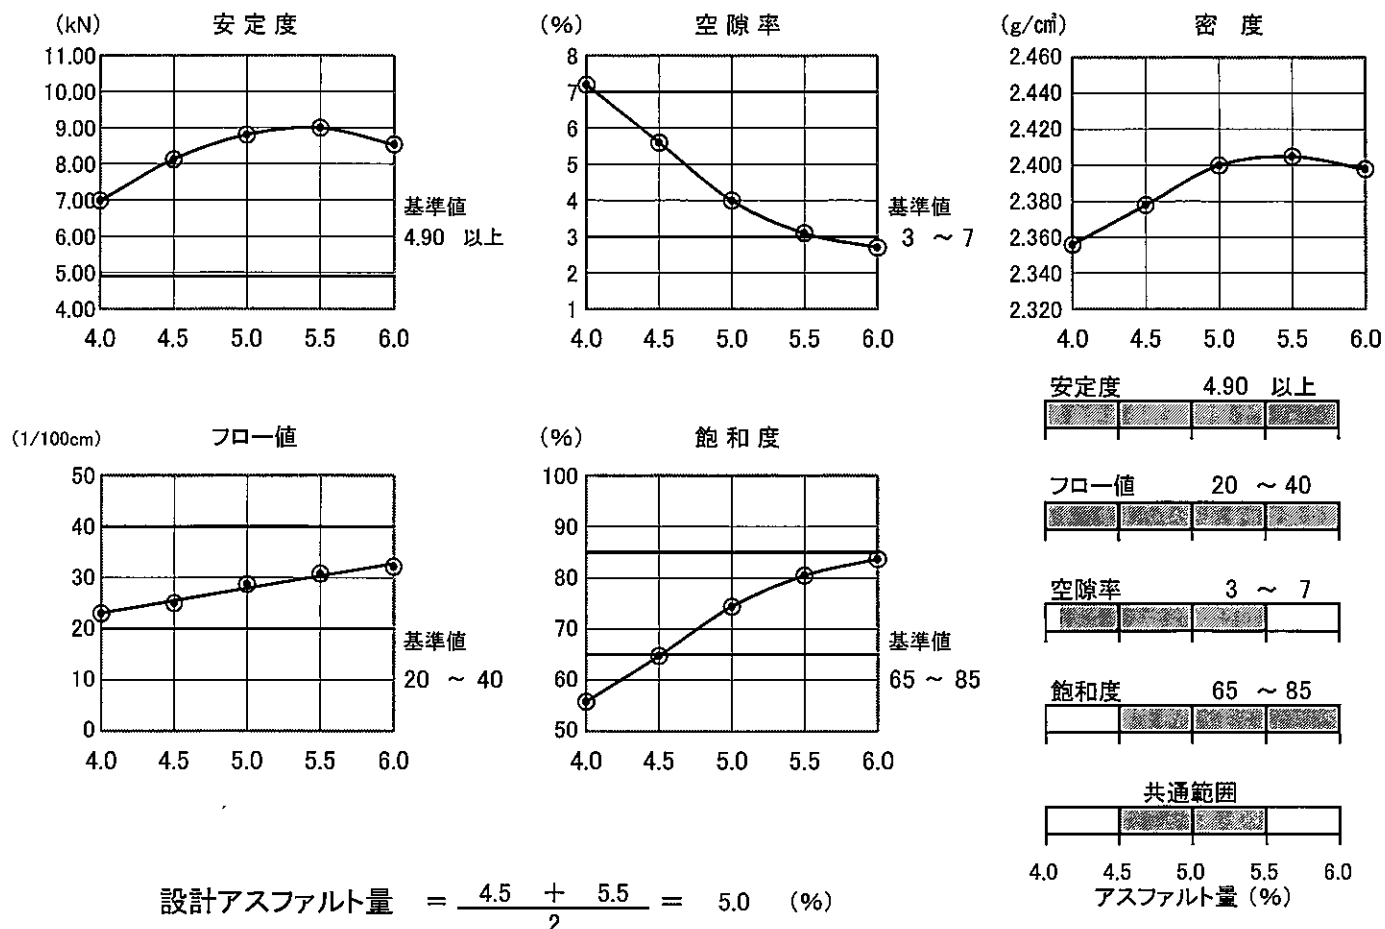 (kN) 安定度
11.00
10.00
9.00
8.00
7.00
6.00
5.00
4.00
4.0 4.5 5.0 5.5 6.0
基準値
4.90 以上
(%) 空隙率
8
7
6
5
4
3
2
1
4.0 4.5 5.0 5.5 6.0
基準値
3 ～ 7
(g/cm³) 密度
2.460
2.440
2.420
2.400
2.380
2.360
2.340
2.320
4.0 4.5 5.0 5.5 6.0
(1/100cm) フロー値
50
40
30
20
10
0
4.0 4.5 5.0 5.5 6.0
基準値
20 ～ 40
(%) 飽和度
100
90
80
70
60
50
4.0 4.5 5.0 5.5 6.0
基準値
65 ～ 85
安定度 4.90 以上
フロー値 20 ～ 40
空隙率 3 ～ 7
飽和度 65 ～ 85
共通範囲
4.0 4.5 5.0 5.5 6.0
アスファルト量 (%)
設計アスファルト量 = 4.5 + 5.5 = 5.0 (%)
2